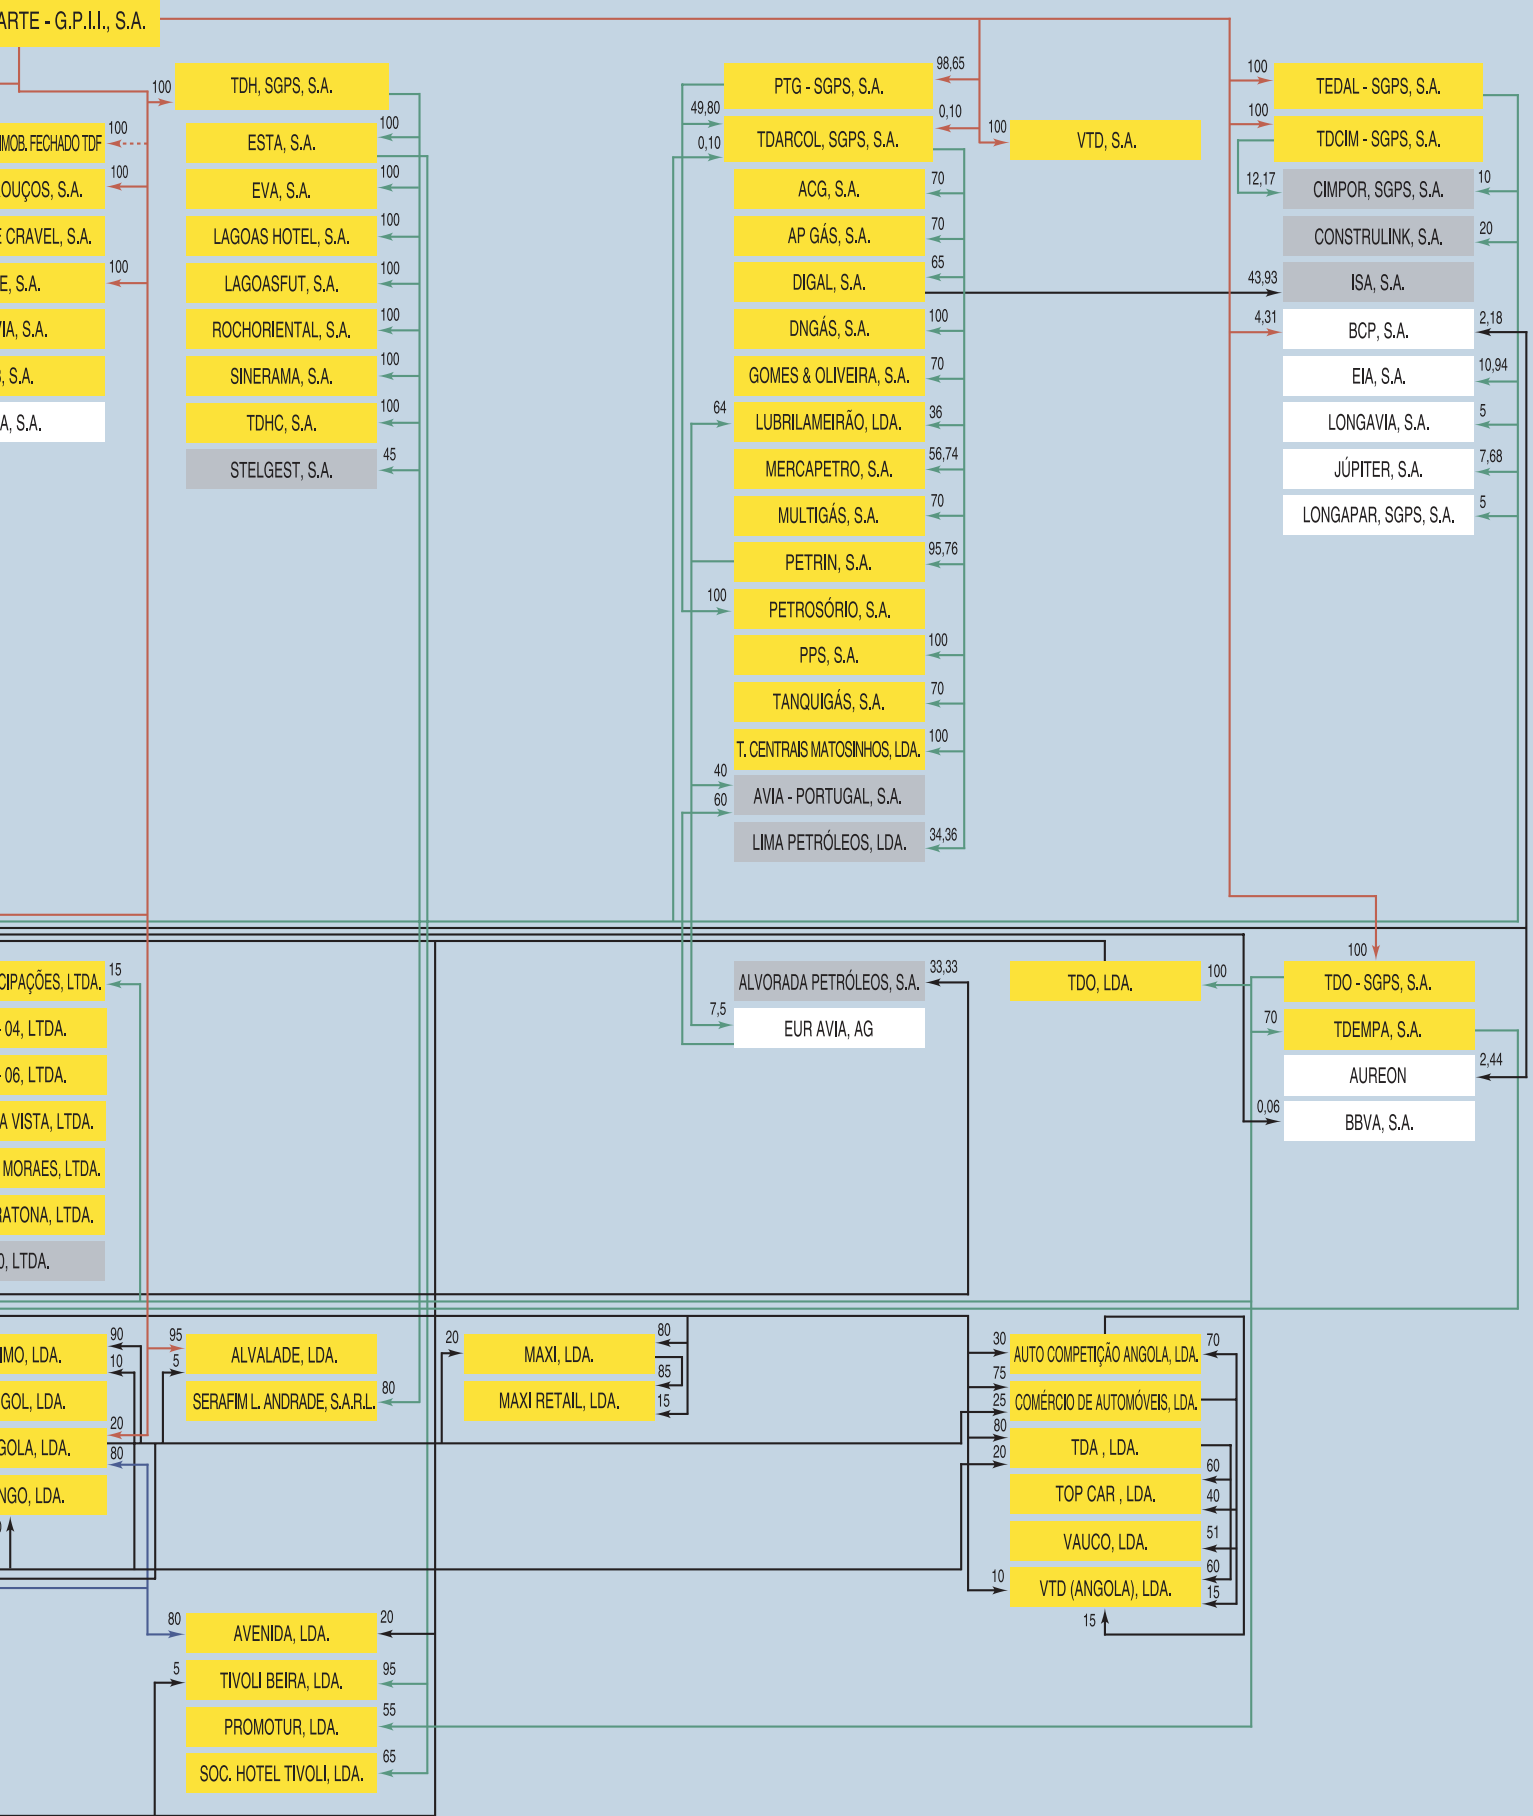 ARTE - G.P.I.I., S.A.
100
IMOB. FECHADO TDF
100
OUÇOS, S.A.
100
E CRAVEL, S.A.
E, S.A.
100
VIA, S.A.
, S.A.
A, S.A.
TDH, SGPS, S.A.
ESTA, S.A.
100
EVA, S.A.
100
LAGOAS HOTEL, S.A.
100
LAGOASFUT, S.A.
100
ROCHORIENTAL, S.A.
100
SINERAMA, S.A.
100
TDHC, S.A.
100
STELGEST, S.A.
45
PTG - SGPS, S.A.
98,65
49,80
TDARCOL, SGPS, S.A.
0,10
0,10
100
VTD, S.A.
ACG, S.A.
70
AP GÁS, S.A.
70
DIGAL, S.A.
65
DNGÁS, S.A.
100
GOMES & OLIVEIRA, S.A.
70
64
LUBRILAMEIRÃO, LDA.
36
MERCAPETRO, S.A.
56,74
MULTIGÁS, S.A.
70
PETRIN, S.A.
95,76
100
PETROSÓRIO, S.A.
PPS, S.A.
100
TANQUIGÁS, S.A.
70
T. CENTRAIS MATOSINHOS, LDA.
100
40
60
AVIA - PORTUGAL, S.A.
LIMA PETRÓLEOS, LDA.
34,36
100
TEDAL - SGPS, S.A.
100
TDCIM - SGPS, S.A.
12,17
CIMPOR, SGPS, S.A.
10
CONSTRULINK, S.A.
20
43,93
ISA, S.A.
4,31
BCP, S.A.
2,18
EIA, S.A.
10,94
LONGAVIA, S.A.
5
JÚPITER, S.A.
7,68
LONGAPAR, SGPS, S.A.
5
CIPAÇÕES, LTDA.
15
- 04, LTDA.
- 06, LTDA.
A VISTA, LTDA.
MORAES, LTDA.
RATONA, LTDA.
0, LTDA.
ALVORADA PETRÓLEOS, S.A.
33,33
7,5
EUR AVIA, AG
TDO, LDA.
100
100
TDO - SGPS, S.A.
70
TDEMPA, S.A.
AUREON
2,44
0,06
BBVA, S.A.
IMO, LDA.
90
10
GOL, LDA.
GOLA, LDA.
20
80
NGO, LDA.
95
5
ALVALADE, LDA.
SERAFIM L. ANDRADE, S.A.R.L.
80
20
MAXI, LDA.
80
MAXI RETAIL, LDA.
85
15
30
AUTO COMPETIÇÃO ANGOLA, LDA.
70
75
25
COMÉRCIO DE AUTOMÓVEIS, LDA.
80
20
TDA , LDA.
TOP CAR , LDA.
60
40
VAUCO, LDA.
51
10
VTD (ANGOLA), LDA.
60
15
15
80
AVENIDA, LDA.
20
5
TIVOLI BEIRA, LDA.
95
PROMOTUR, LDA.
55
SOC. HOTEL TIVOLI, LDA.
65